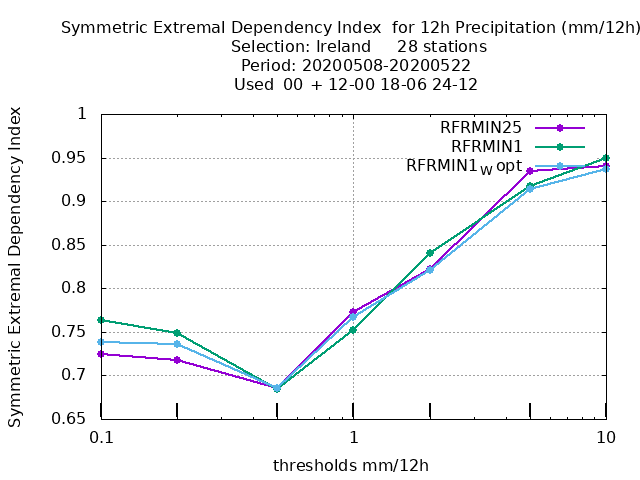 Symmetric Extremal Dependency Index  for 12h Precipitation (mm/12h)
Selection: Ireland     28 stations
Period: 20200508-20200522
Used  00  + 12-00 18-06 24-12
Symmetric Extremal Dependency Index
1
0.95
0.9
0.85
0.8
0.75
0.7
0.65
RFRMIN25
RFRMIN1
RFRMIN1Wopt
0.1
1
10
thresholds mm/12h